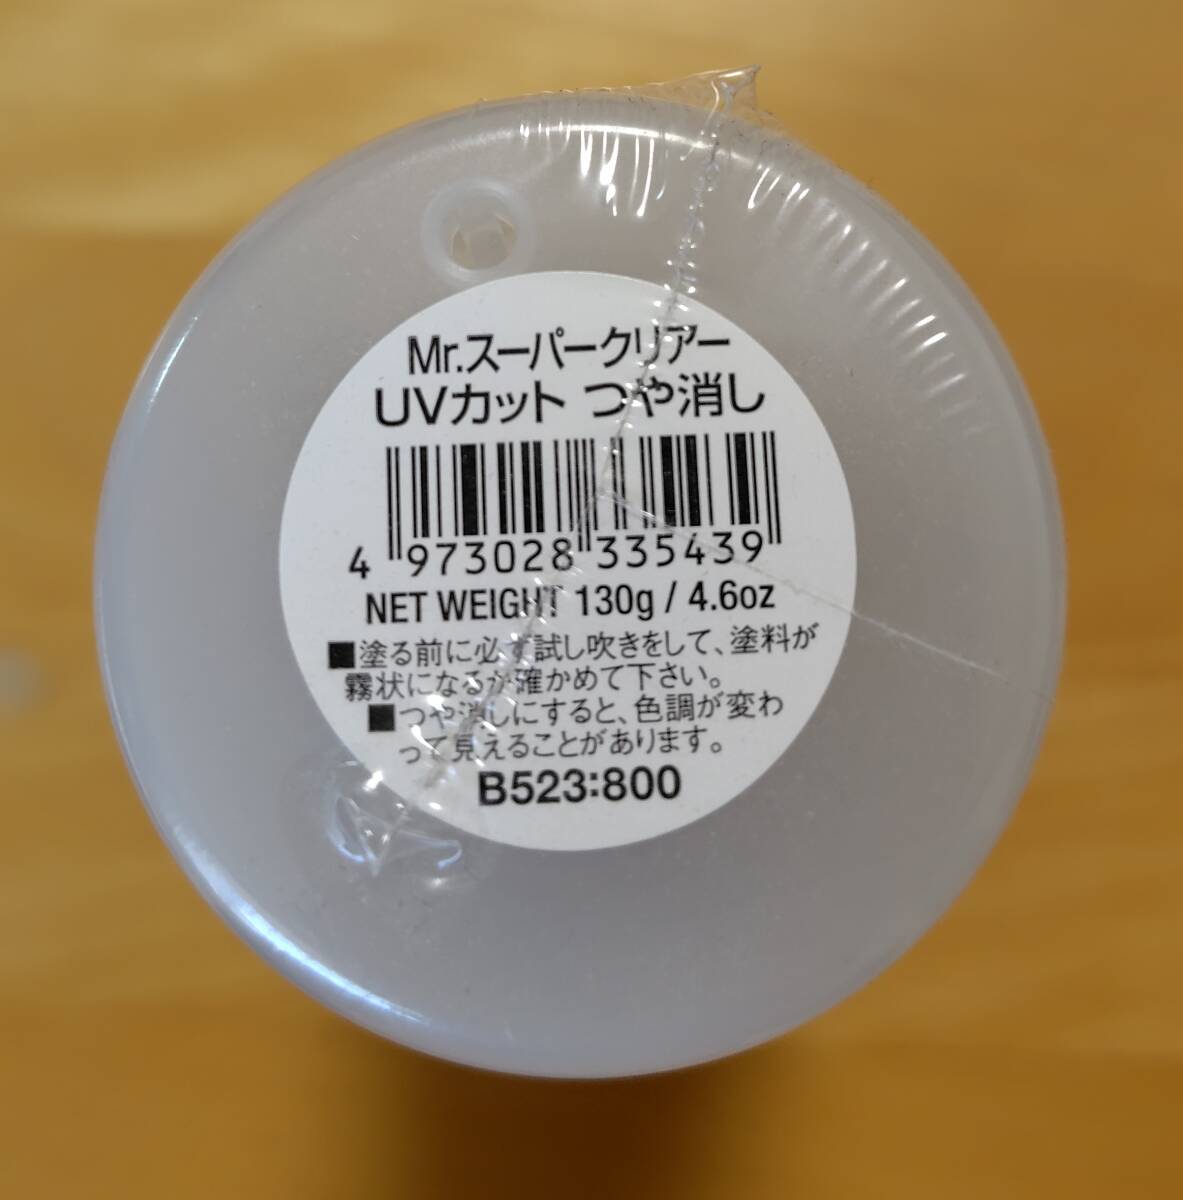 Mr.スーパークリアー
UVカット つや消し
4 973028 335439
NET WEIGHT 130g / 4.6oz
■塗る前に必ず試し吹きをして、塗料が
霧状になるか確かめて下さい。
■つや消しにすると、色調が変わ
って見えることがあります。
B523:800